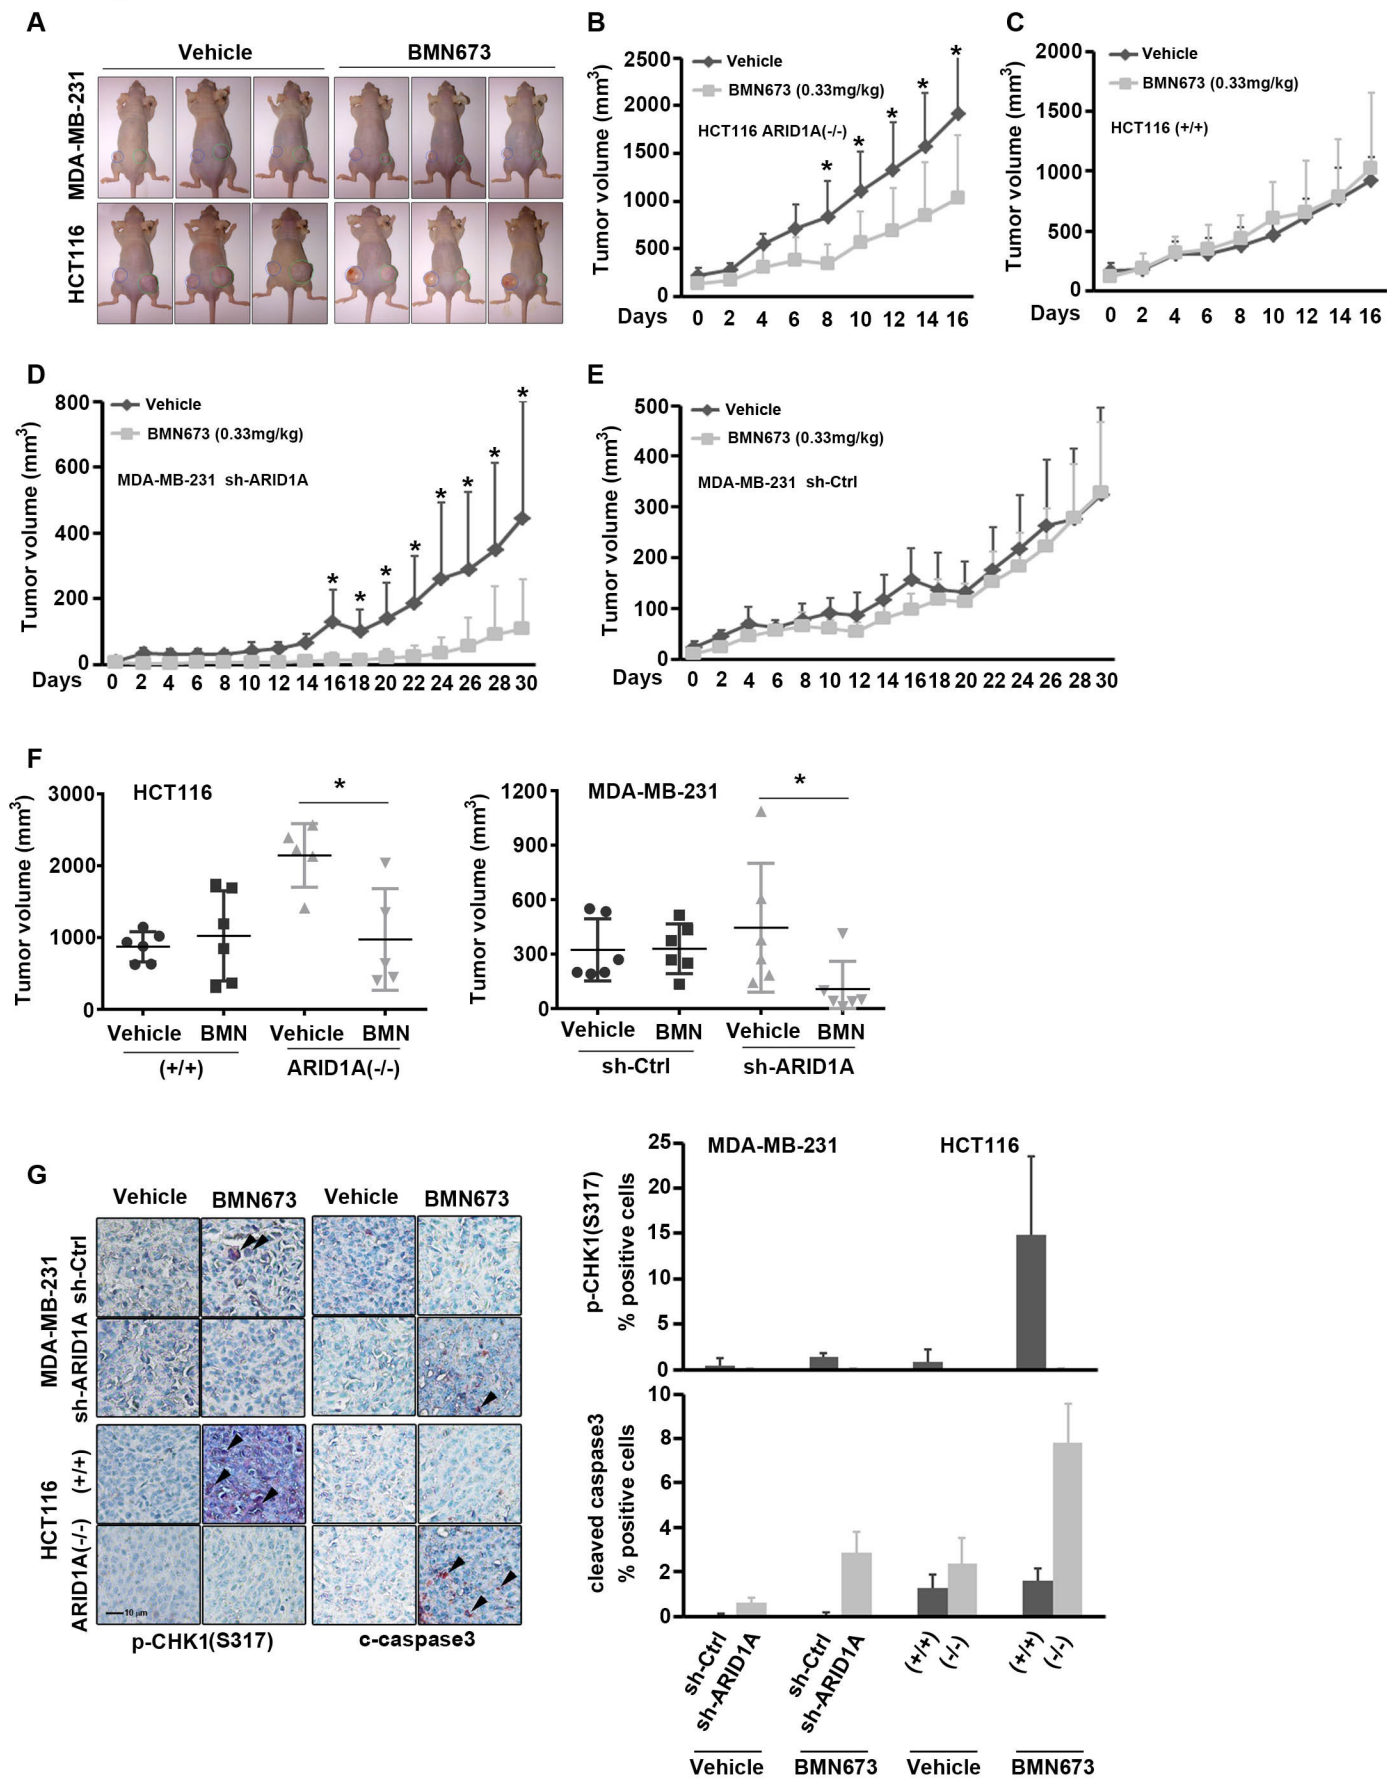 A
Vehicle
BMN673
MDA-MB-231
HCT116
B
Tumor volume (mm3)
2500
2000
1500
1000
500
0
Vehicle
BMN673 (0.33mg/kg)
HCT116 ARID1A(-/-)
* * * * *
Days 0 2 4 6 8 10 12 14 16
C
Tumor volume (mm3)
2000
1500
1000
500
0
Vehicle
BMN673 (0.33mg/kg)
HCT116 (+/+)
Days 0 2 4 6 8 10 12 14 16
D
Tumor volume (mm3)
800
600
400
200
0
Vehicle
BMN673 (0.33mg/kg)
MDA-MB-231 sh-ARID1A
* * * * * * * *
Days 0 2 4 6 8 10 12 14 16 18 20 22 24 26 28 30
E
Tumor volume (mm3)
500
400
300
200
100
0
Vehicle
BMN673 (0.33mg/kg)
MDA-MB-231 sh-Ctrl
Days 0 2 4 6 8 10 12 14 16 18 20 22 24 26 28 30
F
Tumor volume (mm3)
3000
2000
1000
0
HCT116
*
Vehicle BMN Vehicle BMN
(+/+) ARID1A(-/-)
Tumor volume (mm3)
1200
900
600
300
0
MDA-MB-231
*
Vehicle BMN Vehicle BMN
sh-Ctrl sh-ARID1A
G
Vehicle BMN673 Vehicle BMN673
MDA-MB-231
sh-ARID1A sh-Ctrl
HCT116
ARID1A(-/-) (+/+)
10 μm
p-CHK1(S317) c-caspase3
p-CHK1(S317)
% positive cells
25
20
15
10
5
0
MDA-MB-231 HCT116
cleaved caspase3
% positive cells
10
8
6
4
2
0
sh-Ctrl
sh-ARID1A
sh-Ctrl
sh-ARID1A
(+/+)
(-/-)
(+/+)
(-/-)
Vehicle BMN673 Vehicle BMN673